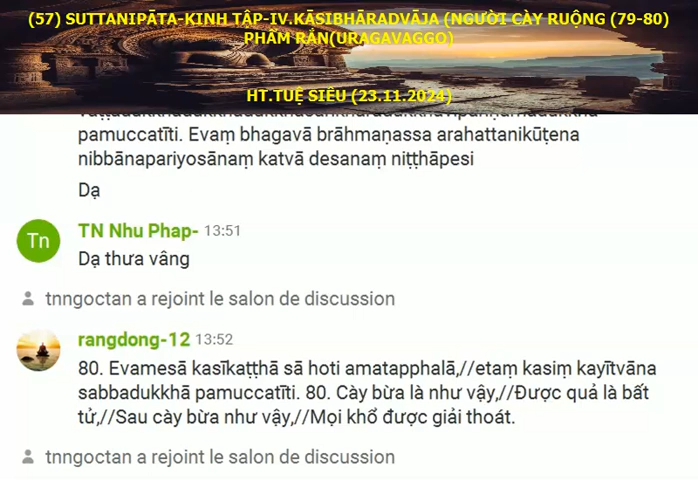 (57) SUTTANIPĀTA-KINH TẬP-IV.KĀSIBHĀRADVĀJA (NGƯỜI CÀY RUỘNG (79-80)
PHẨM RẮN(URAGAVAGGO)
HT.TUỆ SIÊU (23.11.2024)
pamuccatīti. Evaṃ bhagavā brāhmaṇassa arahattanikūṭena
nibbānapariyosānaṃ katvā desanaṃ niṭṭhāpesi
Dạ
Tn
TN Nhu Phap- 13:51
Dạ thưa vâng
tnngoctan a rejoint le salon de discussion
rangdong-12 13:52
80. Evamesā kasīkaṭṭhā sā hoti amatapphalā,//etaṃ kasiṃ kayītvāna
sabbadukkhā pamuccatīti. 80. Cày bừa là như vậy,//Được quả là bất
tử,//Sau cày bừa như vậy,//Mọi khổ được giải thoát.
tnngoctan a rejoint le salon de discussion